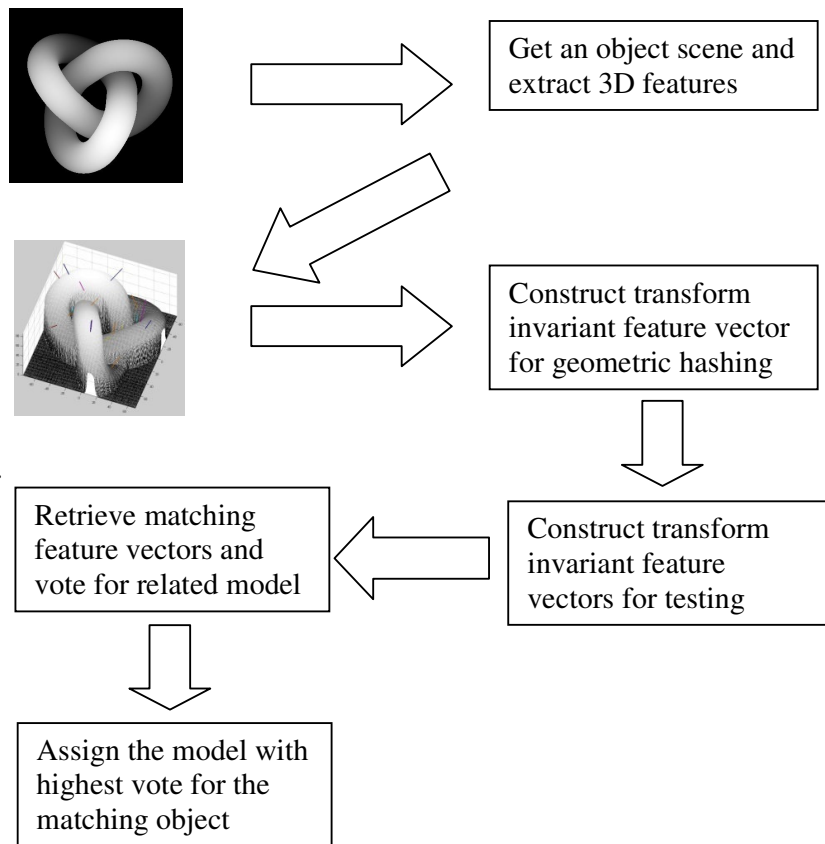 Get an object scene and
extract 3D features
Construct transform
invariant feature vector
for geometric hashing
Construct transform
invariant feature
vectors for testing
Retrieve matching
feature vectors and
vote for related model
Assign the model with
highest vote for the
matching object